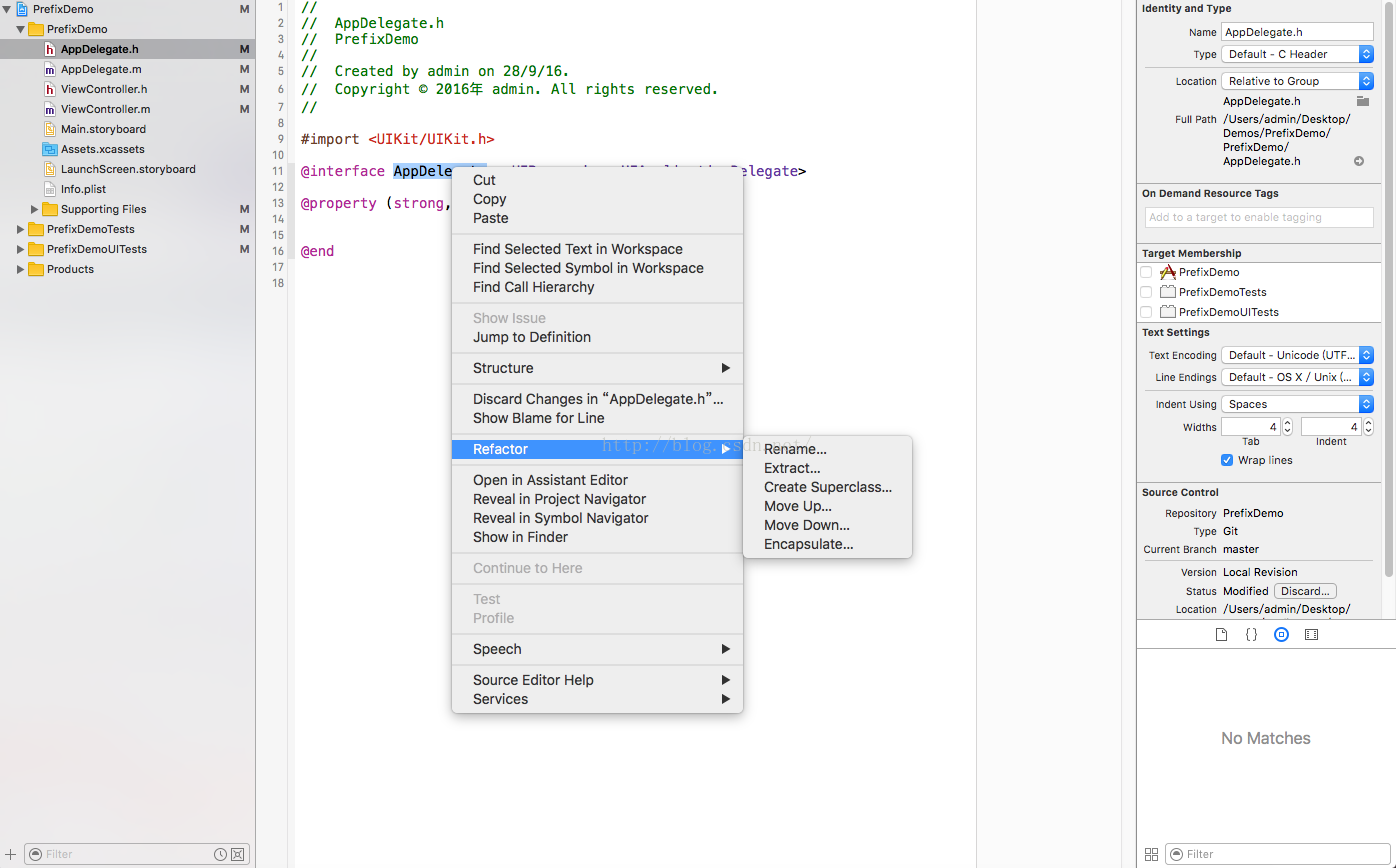 PrefixDemo M
PrefixDemo
AppDelegate.h M
AppDelegate.m M
ViewController.h M
ViewController.m M
Main.storyboard
Assets.xcassets
LaunchScreen.storyboard
Info.plist
Supporting Files M
PrefixDemoTests M
PrefixDemoUITests M
Products
Filter
1 //
2 // AppDelegate.h
3 // PrefixDemo
4 //
5 // Created by admin on 28/9/16.
6 // Copyright © 2016年 admin. All rights reserved.
7 //
8
9 #import <UIKit/UIKit.h>
10
11 @interface AppDele elegate>
12
13 @property (strong,
14
15
16 @end
17
18
Cut
Copy
Paste
Find Selected Text in Workspace
Find Selected Symbol in Workspace
Find Call Hierarchy
Show Issue
Jump to Definition
Structure
Discard Changes in “AppDelegate.h”...
Show Blame for Line
Refactor
Open in Assistant Editor
Reveal in Project Navigator
Reveal in Symbol Navigator
Show in Finder
Continue to Here
Test
Profile
Speech
Source Editor Help
Services
http://blog.csdn.net/
Rename...
Extract...
Create Superclass...
Move Up...
Move Down...
Encapsulate...
Identity and Type
Name AppDelegate.h
Type Default - C Header
Location Relative to Group
AppDelegate.h
Full Path /Users/admin/Desktop/
Demos/PrefixDemo/
PrefixDemo/
AppDelegate.h
On Demand Resource Tags
Add to a target to enable tagging
Target Membership
PrefixDemo
PrefixDemoTests
PrefixDemoUITests
Text Settings
Text Encoding Default - Unicode (UTF...
Line Endings Default - OS X / Unix (...
Indent Using Spaces
Widths 4 4
Tab Indent
Wrap lines
Source Control
Repository PrefixDemo
Type Git
Current Branch master
Version Local Revision
Status Modified Discard...
Location /Users/admin/Desktop/
No Matches
Filter